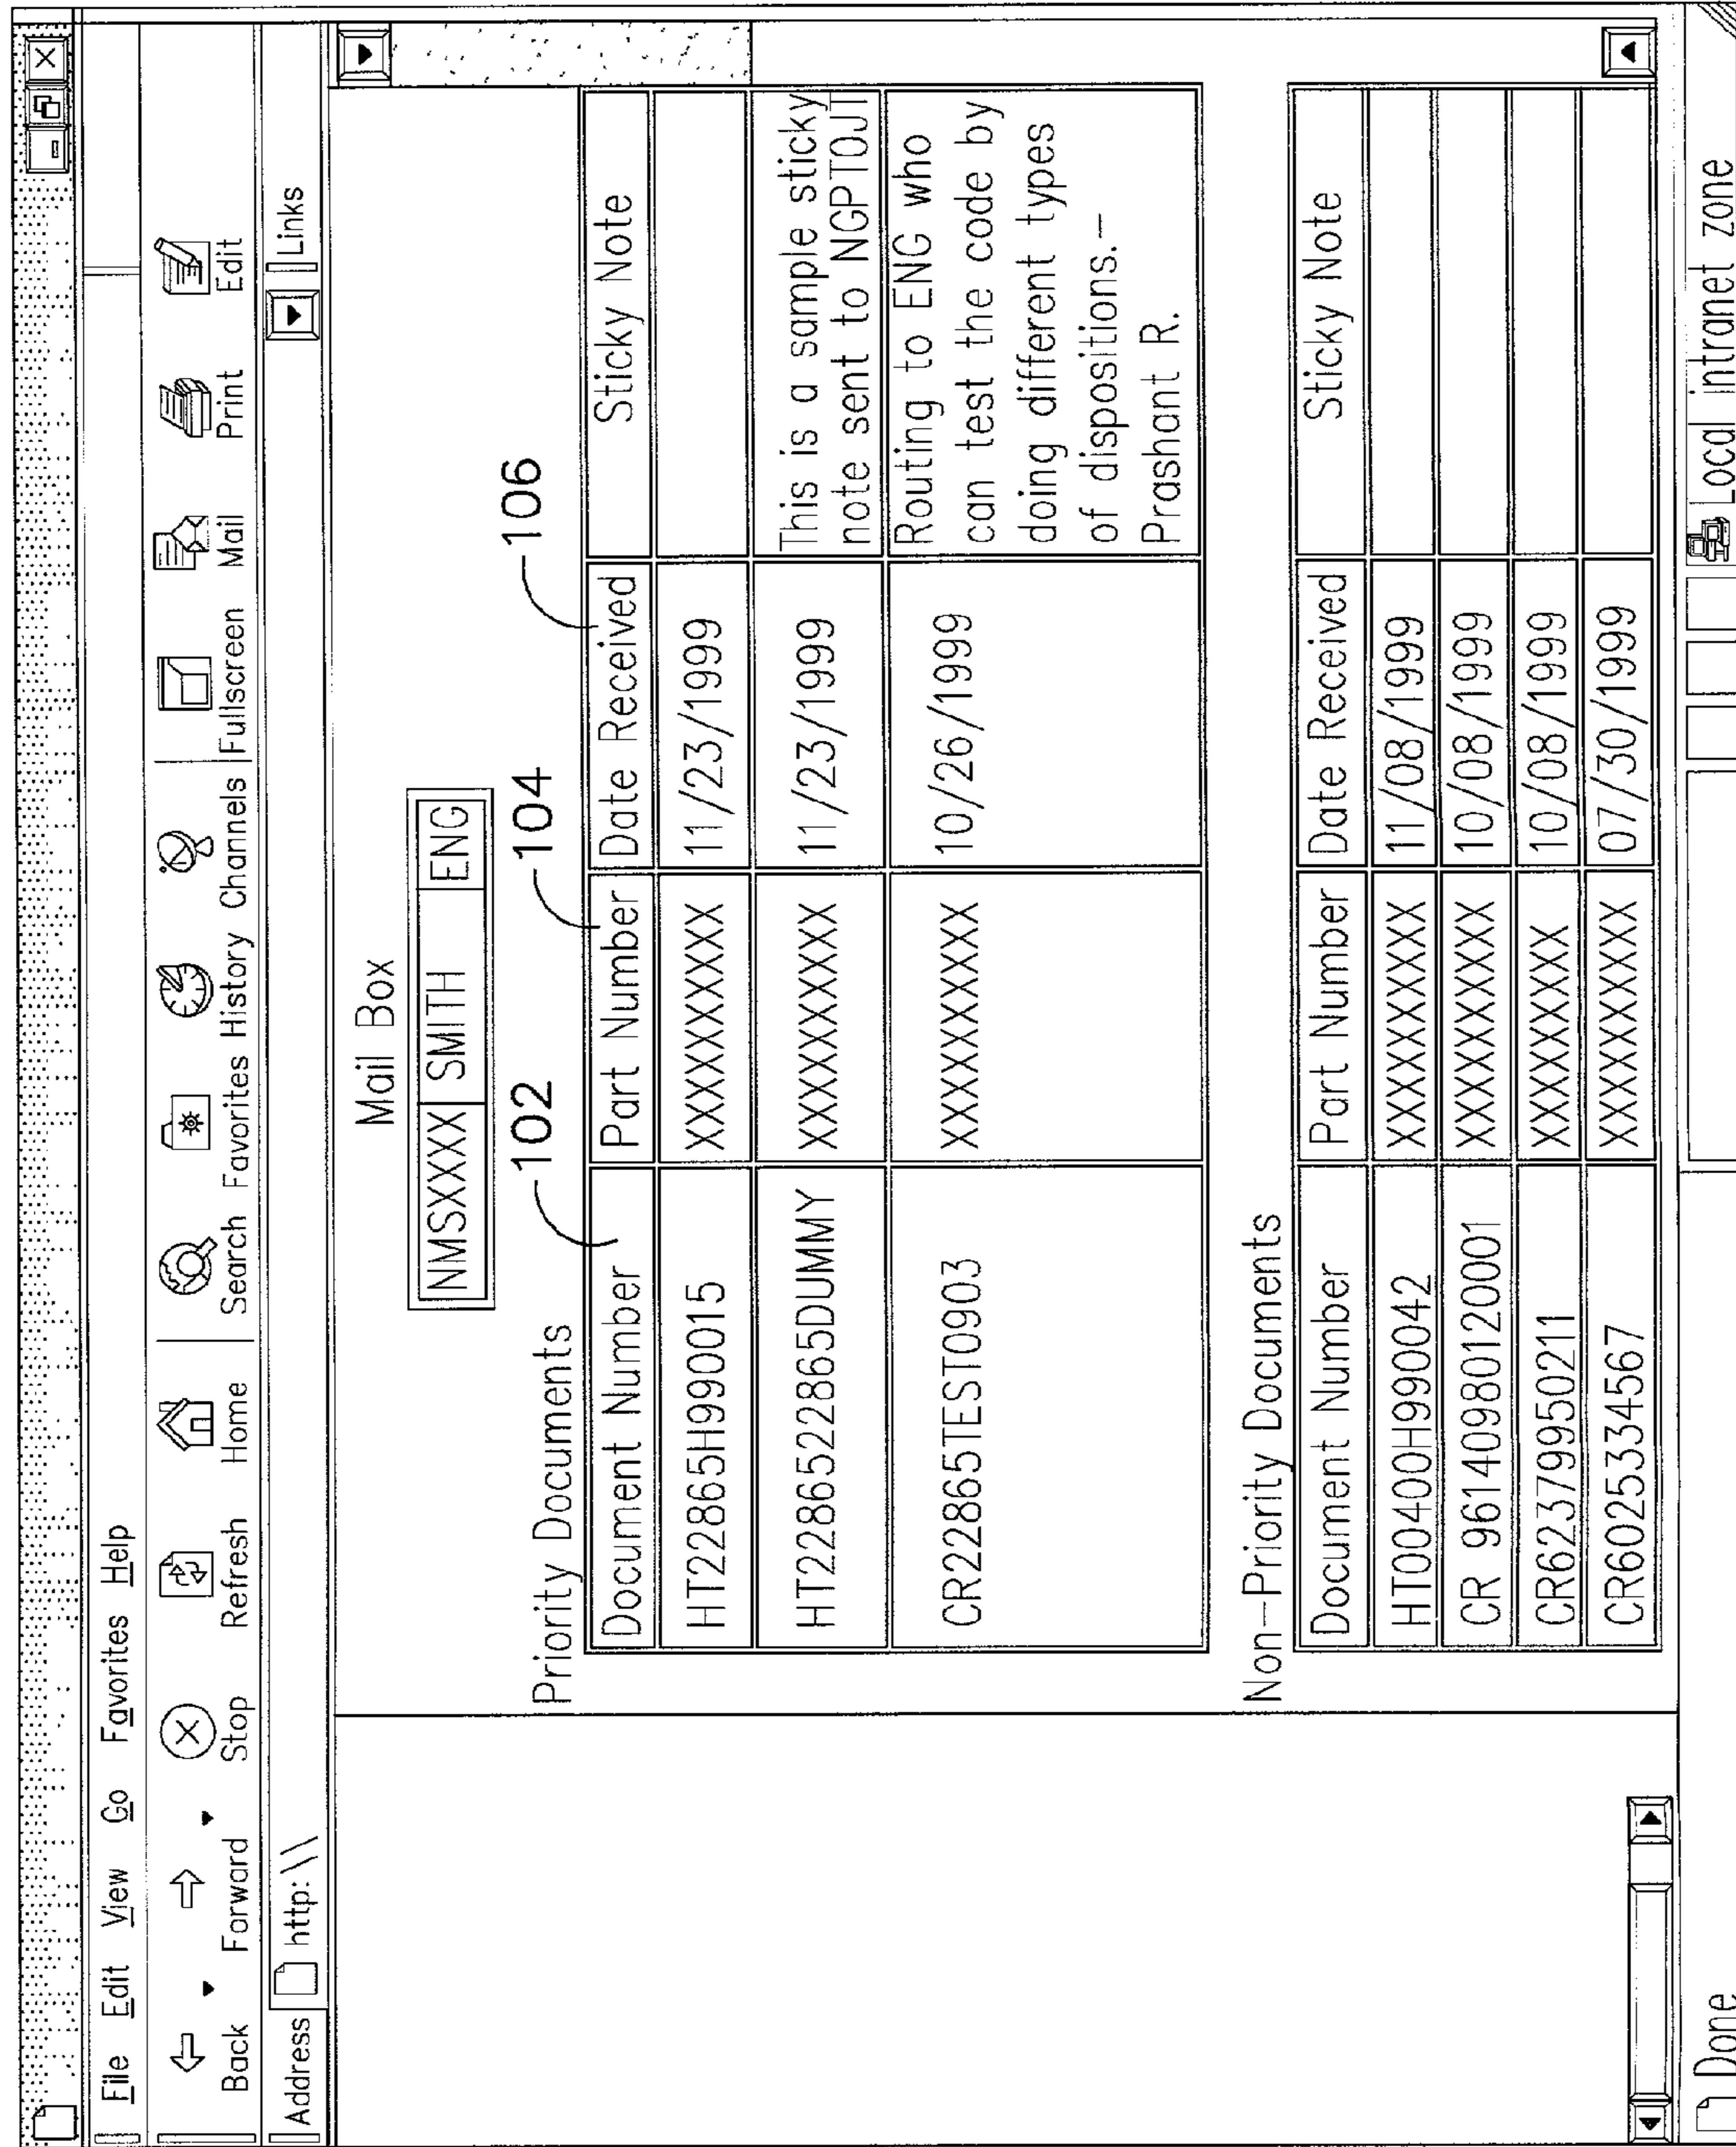 File Edit View Go Favorites Help
Back Forward Stop Refresh Home Search Favorites History Channels Fullscreen Mail Print Edit
Address http:\\ Links
Mail Box
NMSXXXX SMITH ENG
102 104 106
Priority Documents
Document Number Part Number Date Received Sticky Note
HT22865H990015 XXXXXXXXXX 11/23/1999
HT2286522865DUMMY XXXXXXXXXX 11/23/1999 This is a sample sticky
note sent to NGPTOJT
CR22865TEST0903 XXXXXXXXXX 10/26/1999 Routing to ENG who
can test the code by
doing different types
of dispositions.–
Prashant R.
Non–Priority Documents
Document Number Part Number Date Received Sticky Note
HT00400H990042 XXXXXXXXXX 11/08/1999
CR 96140980120001 XXXXXXXXXX 10/08/1999
CR62379950211 XXXXXXXXX 10/08/1999
CR6025334567 XXXXXXXXXX 07/30/1999
Done Local intranet zone